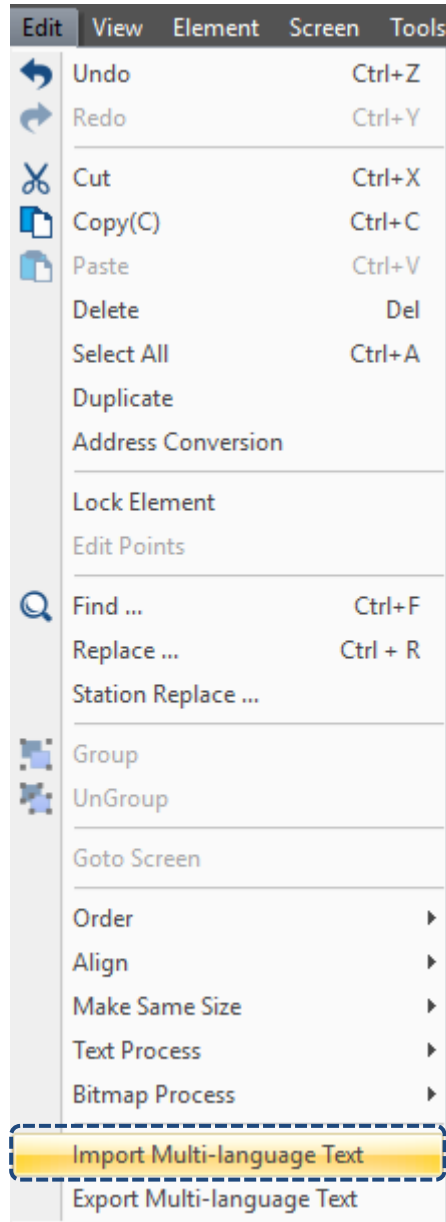 Edit View Element Screen Tools
Undo Ctrl+Z
Redo Ctrl+Y
Cut Ctrl+X
Copy(C) Ctrl+C
Paste Ctrl+V
Delete Del
Select All Ctrl+A
Duplicate
Address Conversion
Lock Element
Edit Points
Find ... Ctrl+F
Replace ... Ctrl + R
Station Replace ...
Group
UnGroup
Goto Screen
Order
Align
Make Same Size
Text Process
Bitmap Process
Import Multi-language Text
Export Multi-language Text